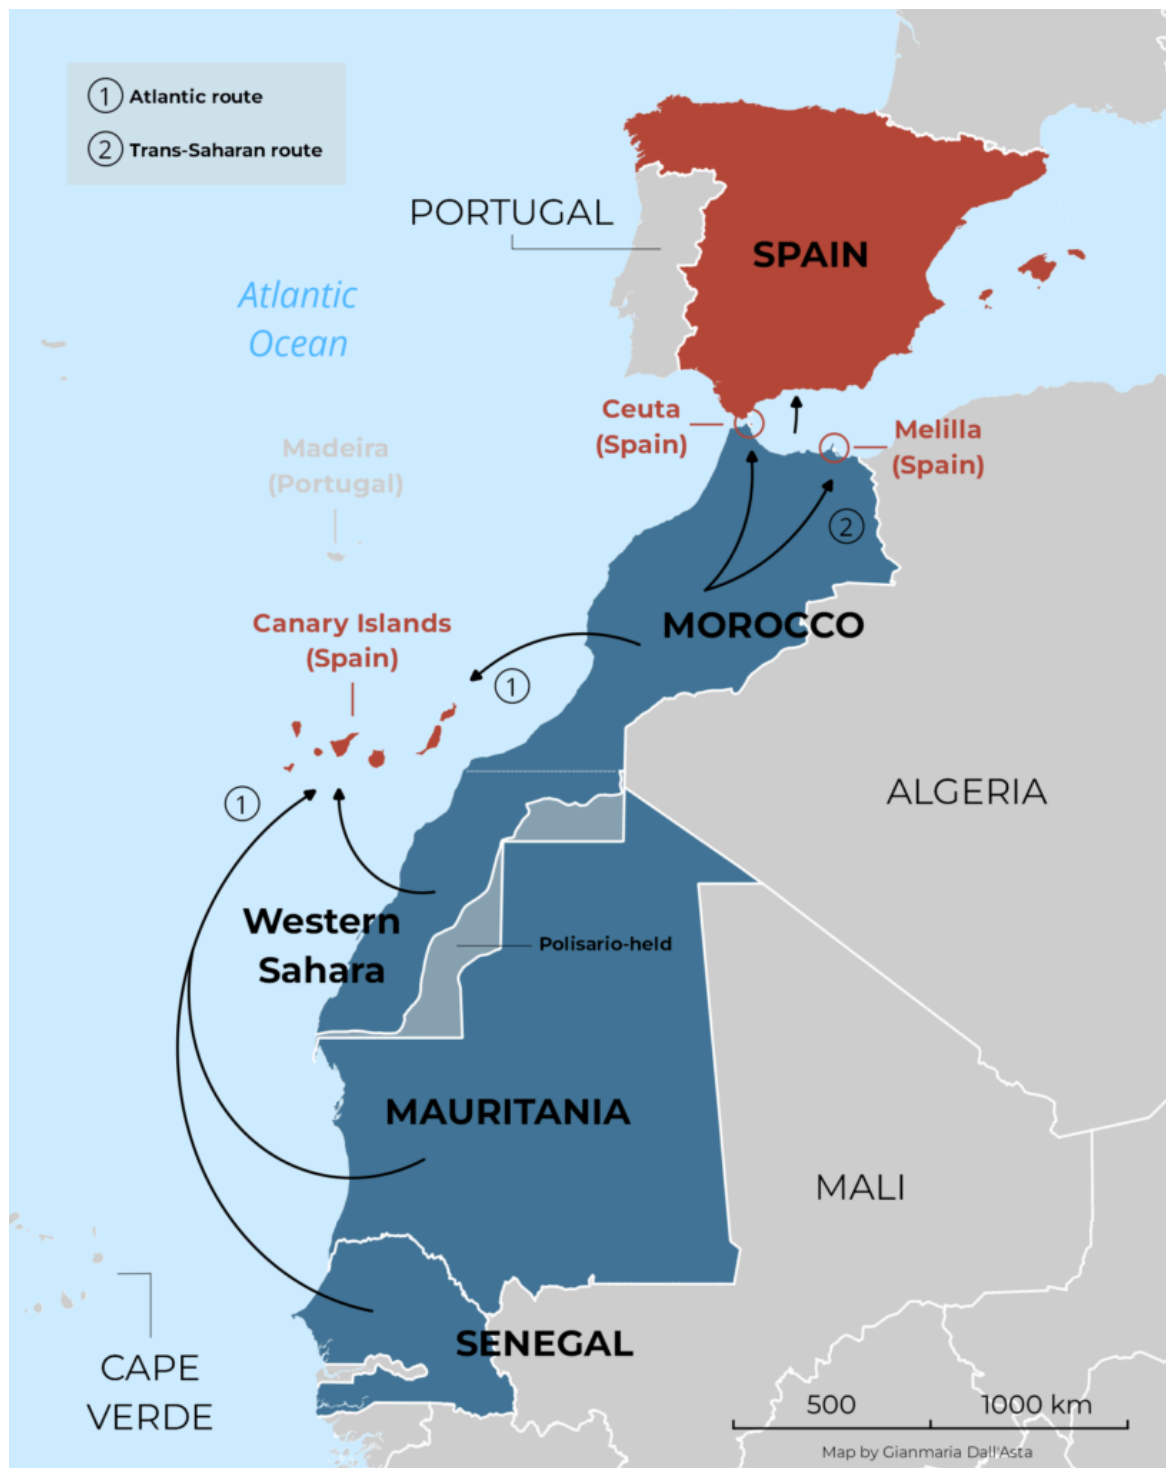 1 Atlantic route
2 Trans-Saharan route
PORTUGAL
SPAIN
Atlantic
Ocean
Ceuta
(Spain)
Melilla
(Spain)
Madeira
(Portugal)
2
Canary Islands
(Spain)
MOROCCO
1
ALGERIA
1
Western
Sahara
Polisario-held
MAURITANIA
MALI
SENEGAL
CAPE
VERDE
500 1000 km
Map by Gianmaria Dall'Asta